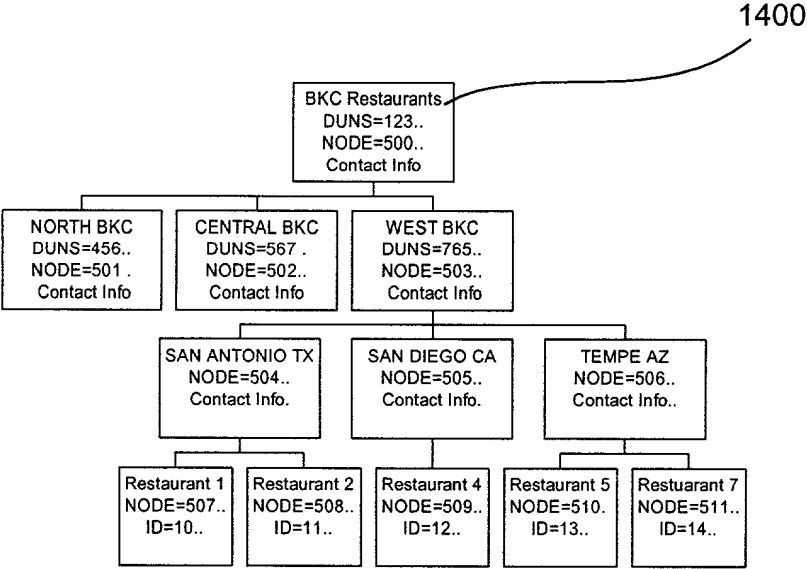 1400
BKC Restaurants
DUNS=123..
NODE=500..
Contact Info
NORTH BKC
DUNS=456..
NODE=501 .
Contact Info
CENTRAL BKC
DUNS=567 .
NODE=502..
Contact Info
WEST BKC
DUNS=765..
NODE=503..
Contact Info
SAN ANTONIO TX
NODE=504..
Contact Info.
SAN DIEGO CA
NODE=505..
Contact Info.
TEMPE AZ
NODE=506..
Contact Info..
Restaurant 1
NODE=507..
ID=10..
Restaurant 2
NODE=508..
ID=11..
Restaurant 4
NODE=509..
ID=12..
Restaurant 5
NODE=510.
ID=13..
Restuarant 7
NODE=511..
ID=14..